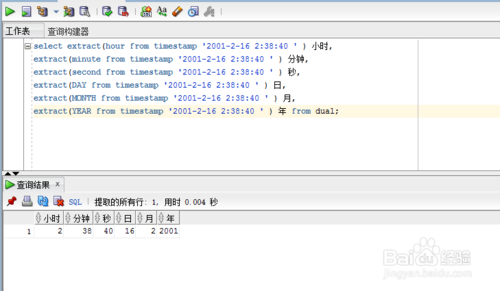 工作表 查询构建器
select extract(hour from timestamp '2001-2-16 2:38:40 ' ) 小时,
extract(minute from timestamp '2001-2-16 2:38:40 ' ) 分钟,
extract(second from timestamp '2001-2-16 2:38:40 ' ) 秒,
extract(DAY from timestamp '2001-2-16 2:38:40 ' ) 日,
extract(MONTH from timestamp '2001-2-16 2:38:40 ' ) 月,
extract(YEAR from timestamp '2001-2-16 2:38:40 ' ) 年 from dual;
查询结果 ×
SQL | 提取的所有行: 1, 用时 0.004 秒
小时 分钟 秒 日 月 年
1 2 38 40 16 2 2001
Baidu 经验
jingyan.baidu.com